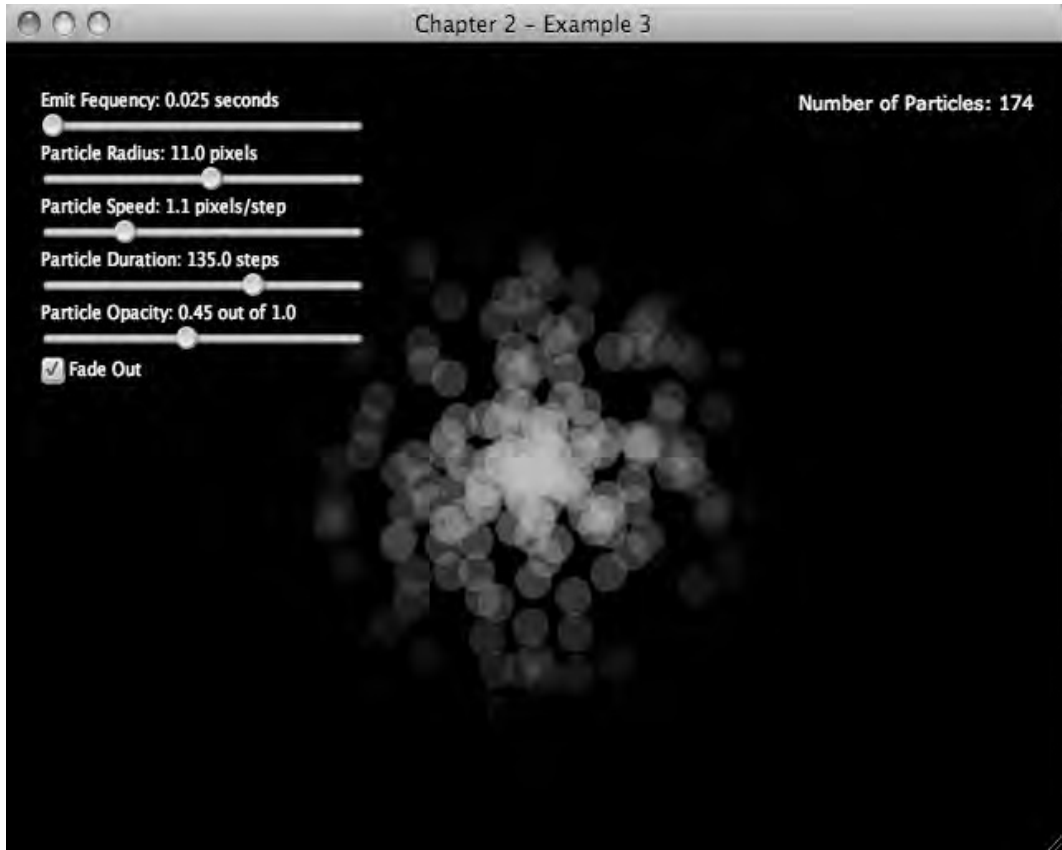 Chapter 2 – Example 3
Emit Fequency: 0.025 seconds
Number of Particles: 174
Particle Radius: 11.0 pixels
Particle Speed: 1.1 pixels/step
Particle Duration: 135.0 steps
Particle Opacity: 0.45 out of 1.0
Fade Out